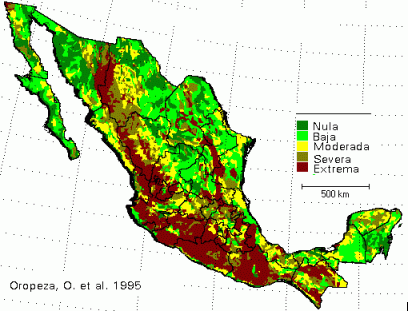 Nula
Baja
Moderada
Severa
Extrema
500 km
Oropeza, O. et al. 1995